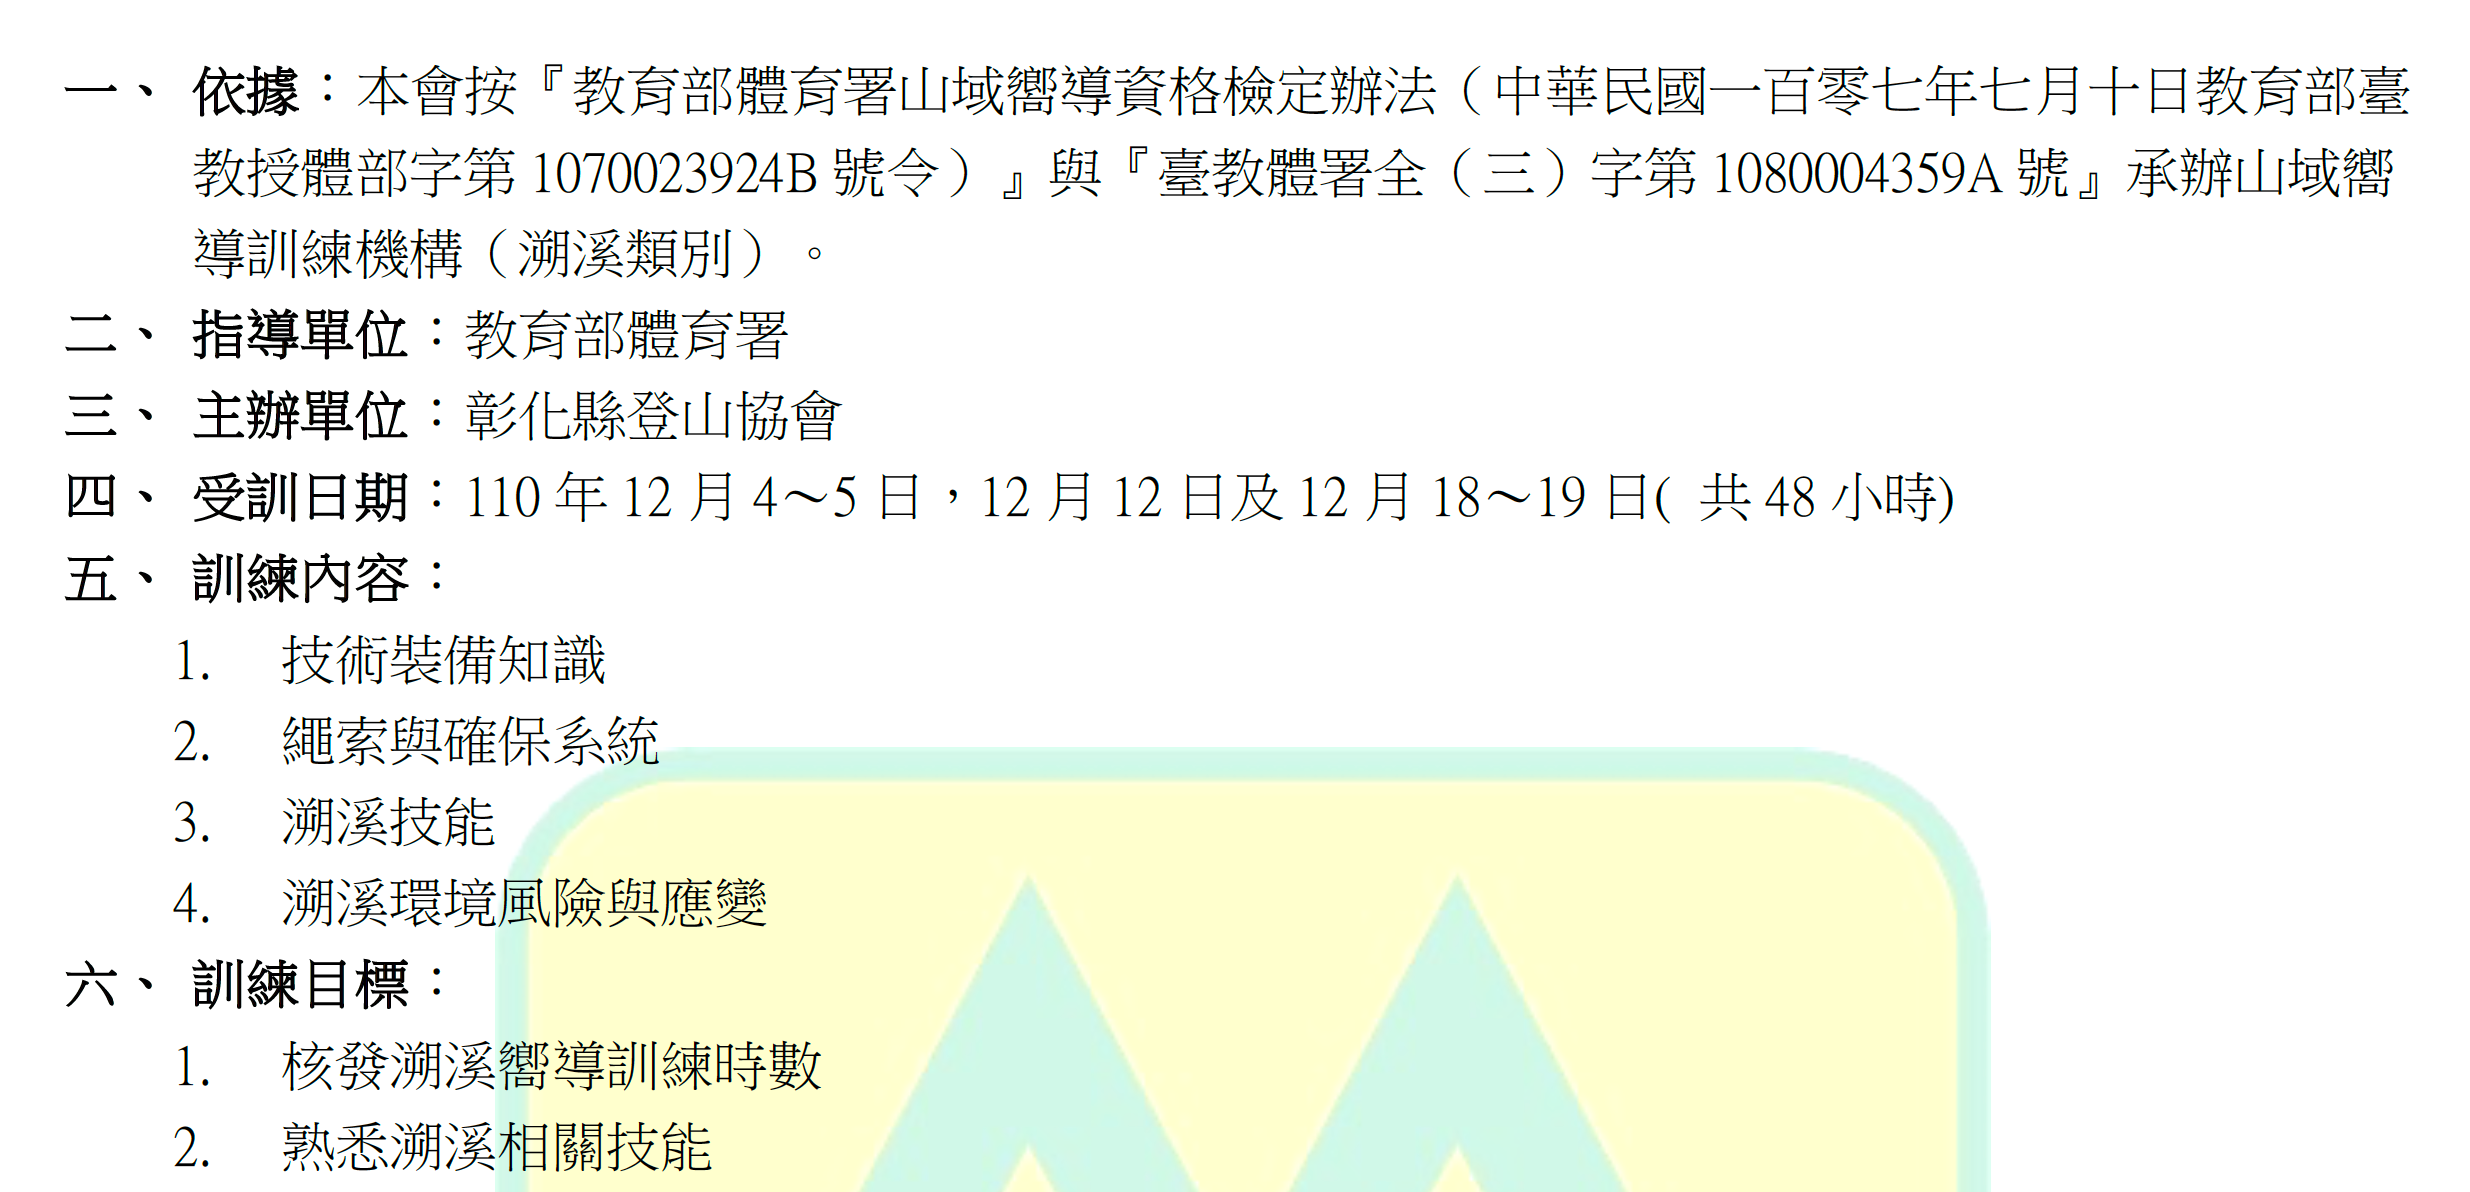 一、 依據：本會按『教育部體育署山域嚮導資格檢定辦法（中華民國一百零七年七月十日教育部臺
教授體部字第 1070023924B 號令）』與『臺教體署全（三）字第 1080004359A 號』承辦山域嚮
導訓練機構（溯溪類別）。
二、 指導單位：教育部體育署
三、 主辦單位：彰化縣登山協會
四、 受訓日期：110 年 12 月 4～5 日，12 月 12 日及 12 月 18～19 日( 共 48 小時)
五、 訓練內容：
1. 技術裝備知識
2. 繩索與確保系統
3. 溯溪技能
4. 溯溪環境風險與應變
六、 訓練目標：
1. 核發溯溪嚮導訓練時數
2. 熟悉溯溪相關技能